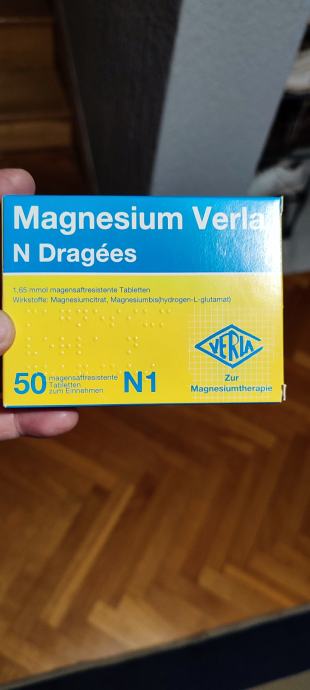 Magnesium Verla
N Dragées
1,65 mmol magensaftresistente Tabletten
Wirkstoffe: Magnesiumcitrat, Magnesiumbis(hydrogen-L-glutamat)
VERLA
Zur
Magnesiumtherapie
50 magensaftresistente
Tabletten
zum Einnehmen
N1